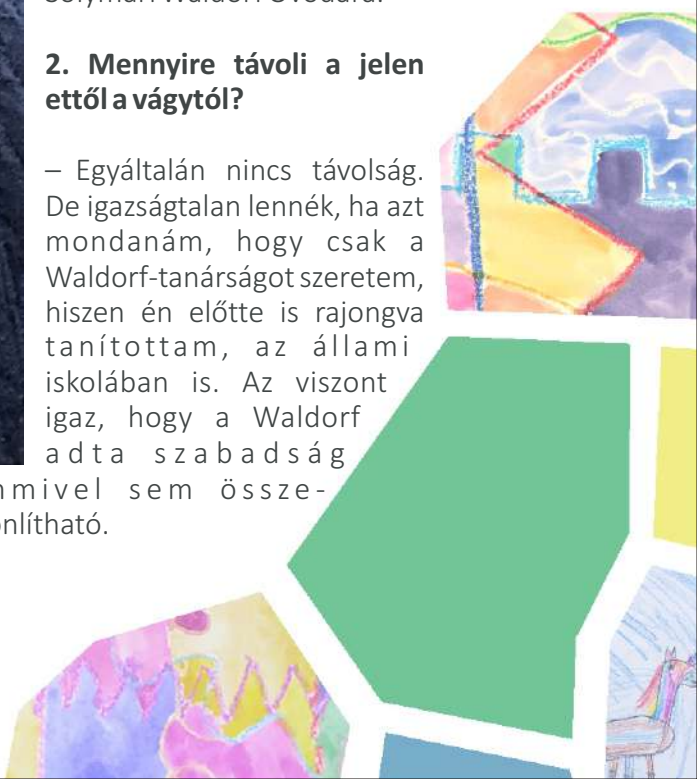 2. Mennyire távoli a jelen
ettől a vágytól?
– Egyáltalán nincs távolság.
De igazságtalan lennék, ha azt
mondanám, hogy csak a
Waldorf-tanárságot szeretem,
hiszen én előtte is rajongva
tanítottam, az állami
iskolában is. Az viszont
igaz, hogy a Waldorf
adta szabadság
sem össze-